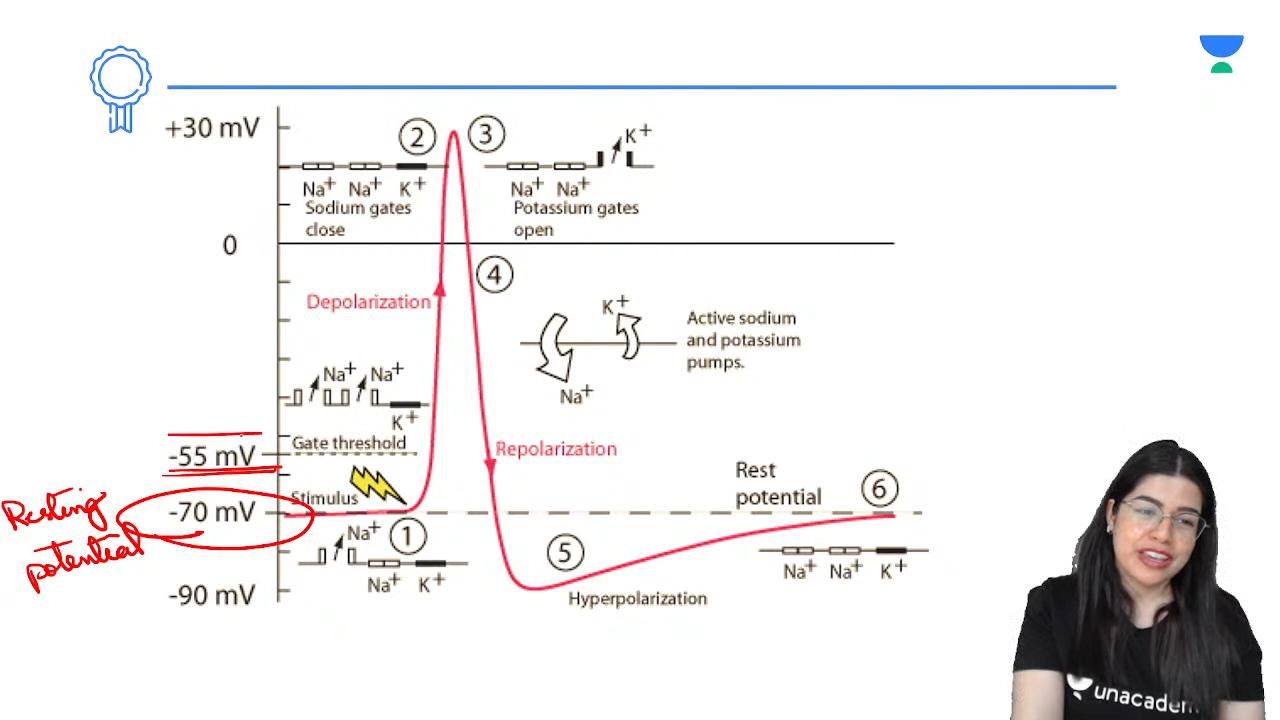 +30 mV
2
3
K+
Na+ Na+ K+
Na+ Na+
Sodium gates
close
Potassium gates
open
0
4
Depolarization
K+
Active sodium
and potassium
pumps.
Na+
Na+ Na+
K+
Gate threshold
-55 mV
Repolarization
Rest
potential
6
Stimulus
Resting
potential
-70 mV
Na+
1
5
Na+ K+
Na+ Na+ K+
-90 mV
Hyperpolarization
unacadem